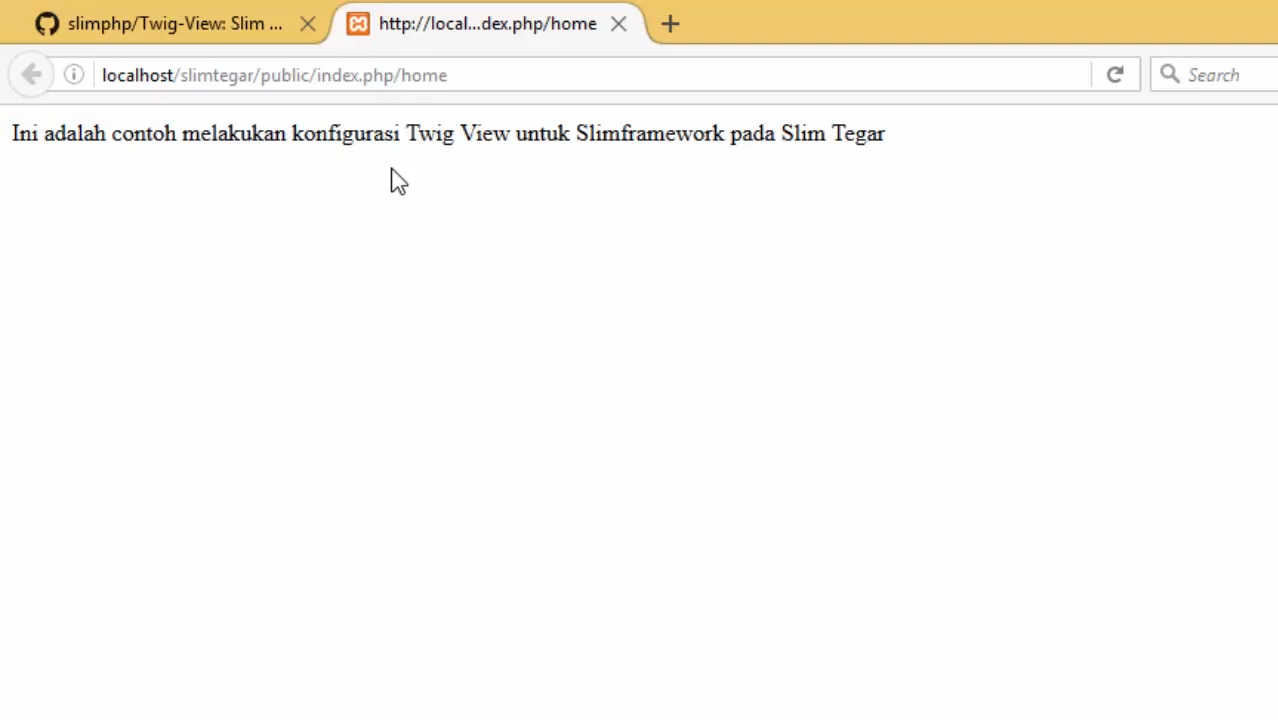 slimphp/Twig-View: Slim ...
http://local...dex.php/home
localhost/slimtegar/public/index.php/home
Search
Ini adalah contoh melakukan konfigurasi Twig View untuk Slimframework pada Slim Tegar